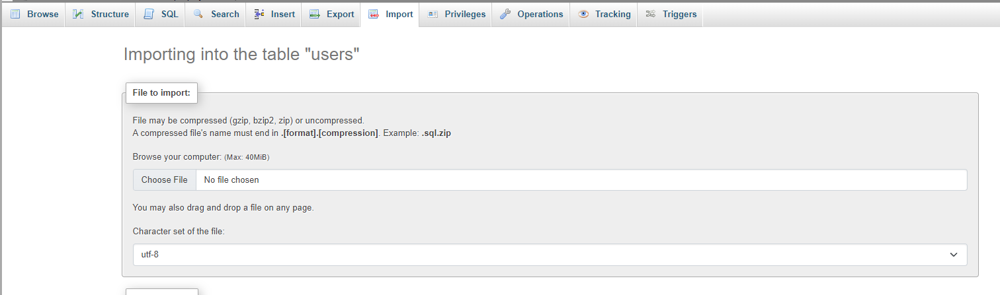 Browse Structure SQL Search Insert Export Import Privileges Operations Tracking Triggers
Importing into the table "users"
File to import:
File may be compressed (gzip, bzip2, zip) or uncompressed.
A compressed file's name must end in .[format].[compression]. Example: .sql.zip
Browse your computer: (Max: 40MiB)
Choose File No file chosen
You may also drag and drop a file on any page.
Character set of the file:
utf-8